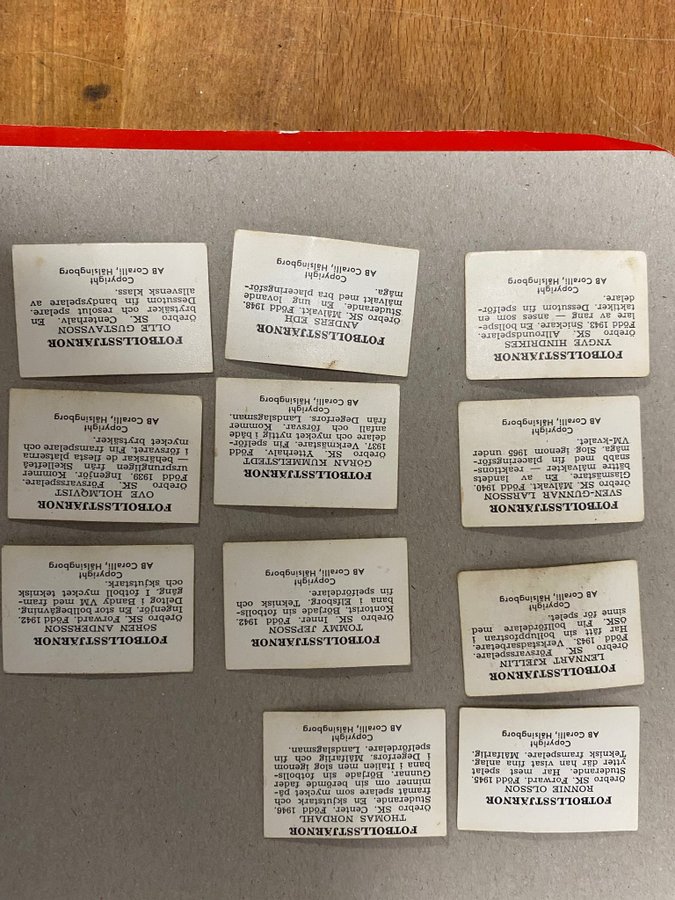 FOTBOLLSSTJÄRNOR
RONNIE OLSSON
Örebro SK. Forward. Född 1945.
Studerande. Har mest spelat
ytter där han visat fina anlag.
Teknisk framspelare. Målfarlig.
Copyright
AB Coralli, Hälsingborg
FOTBOLLSSTJÄRNOR
THOMAS NORDAHL
Örebro SK. Center. Född 1946.
Studerande. En skjutstark och
framåt spelare som mycket på-
minner om sin berömde fader
Gunnar. Började sin fotbolls-
bana i Italien men slog igenom
i Degerfors. Målfarlig och fin
spelfördelare. Landslagsman.
Copyright
AB Coralli, Hälsingborg
FOTBOLLSSTJÄRNOR
LENNART KJELLIN
Örebro SK. Försvarsspelare.
Född 1943. Verkstadsarbetare.
Har fått sin bolluppfostran i
ÖSK. Fin bollfördelare med
sinne för spelet.
Copyright
AB Coralli, Hälsingborg
FOTBOLLSSTJÄRNOR
TOMMY JEPSSON
Örebro SK. Inner. Född 1942.
Kontorist. Började sin fotbolls-
bana i Elfsborg. Teknisk och
fin spelfördelare.
Copyright
AB Coralli, Hälsingborg
FOTBOLLSSTJÄRNOR
SÖREN ANDERSSON
Örebro SK. Forward. Född 1942
Ingenjör. En stor bollbegåvning.
Deltog i Bandy VM med fram-
gång. I fotboll mycket teknisk
och skjutstark.
Copyright
AB Coralli, Hälsingborg
FOTBOLLSSTJÄRNOR
SVEN-GUNNAR LARSSON
Örebro SK. Målvakt. Född 1940.
Glasmästare. En av landets
bättre målvakter — reaktions-
snabb med fin placeringsför-
måga. Slog igenom 1965 under
VM-kvalet.
Copyright
AB Coralli, Hälsingborg
FOTBOLLSSTJÄRNOR
GÖRAN KUMMELSTEDT
Örebro SK. Ytterhalv. Född
1937. Verkmästare. Fin spelför-
delare och mycket nyttig i både
anfall och försvar. Kommer
från Degerfors. Landslagsman.
Copyright
AB Coralli, Hälsingborg
FOTBOLLSSTJÄRNOR
OVE HOLMQVIST
Örebro SK. Försvarsspelare.
Född 1939. Ingenjör. Kommer
ursprungligen från Skellefteå
— behärskar de flesta platserna
i försvaret. Fin framspelare och
mycket brytsäker.
Copyright
AB Coralli, Hälsingborg
FOTBOLLSSTJÄRNOR
YNGVE HINDRIKES
Örebro SK. Allroundspelare.
Född 1943. Snickare. En bollspe-
lare av rang — anses som en
taktiker. Dessutom fin spelför-
delare.
Copyright
AB Coralli, Hälsingborg
FOTBOLLSSTJÄRNOR
ANDERS EDH
Örebro SK. Målvakt. Född 1948.
Studerande. En ung lovande
målvakt med bra placeringsför-
måga.
Copyright
AB Coralli, Hälsingborg
FOTBOLLSSTJÄRNOR
OLLE GUSTAVSSON
Örebro SK. Centerhalv. En
brytsäker och resolut spelare.
Dessutom fin bandyspelare av
allsvensk klass.
Copyright
AB Coralli, Hälsingborg